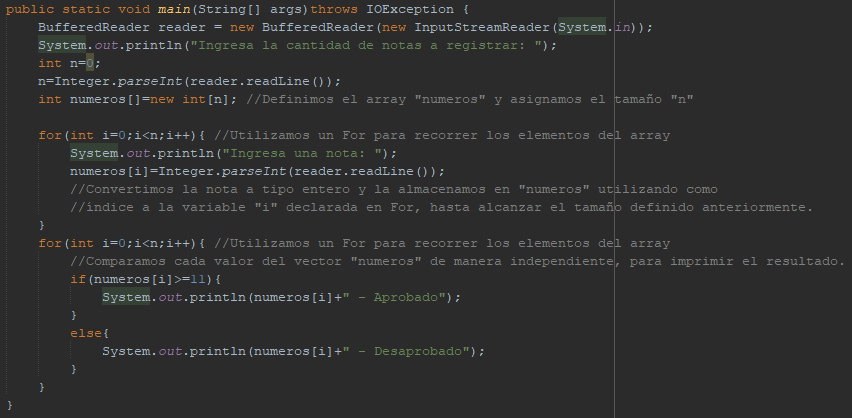 public static void main(String[] args)throws IOException {
BufferedReader reader = new BufferedReader(new InputStreamReader(System.in));
System.out.println("Ingresa la cantidad de notas a registrar: ");
int n=0;
n=Integer.parseInt(reader.readLine());
int numeros[]=new int[n]; //Definimos el array "numeros" y asignamos el tamaño "n"
for(int i=0;i<n;i++){ //Utilizamos un For para recorrer los elementos del array
System.out.println("Ingresa una nota: ");
numeros[i]=Integer.parseInt(reader.readLine());
//Convertimos la nota a tipo entero y la almacenamos en "numeros" utilizando como
//índice a la variable "i" declarada en For, hasta alcanzar el tamaño definido anteriormente.
}
for(int i=0;i<n;i++){ //Utilizamos un For para recorrer los elementos del array
//Comparamos cada valor del vector "numeros" de manera independiente, para imprimir el resultado.
if(numeros[i]>=11){
System.out.println(numeros[i]+" - Aprobado");
}
else{
System.out.println(numeros[i]+" - Desaprobado");
}
}
}